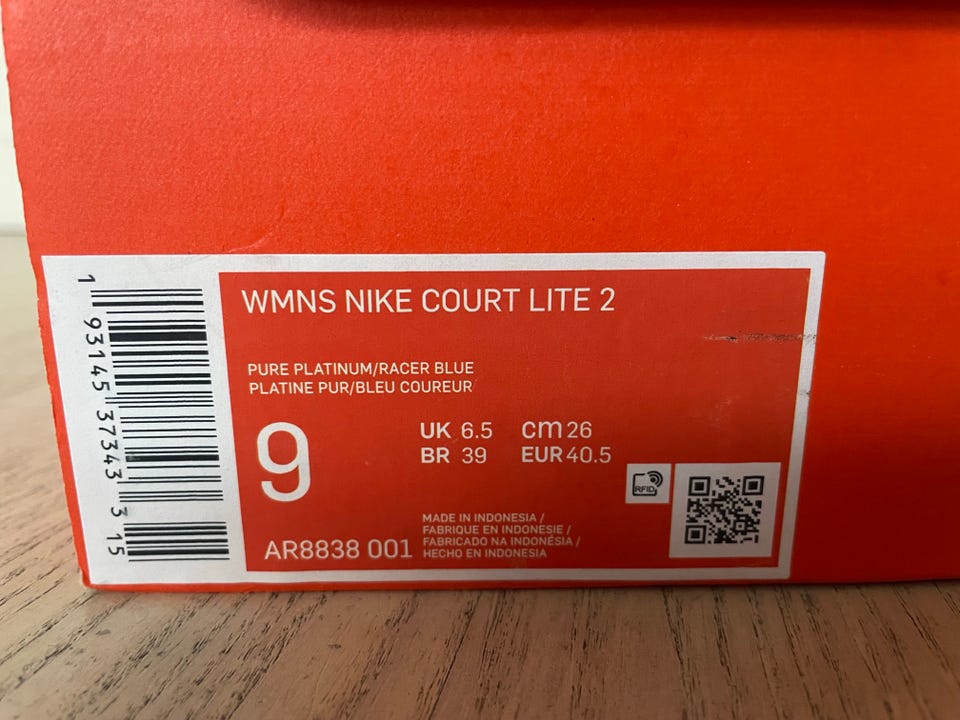 WMNS NIKE COURT LITE 2
PURE PLATINUM/RACER BLUE
PLATINE PUR/BLEU COUREUR
9
UK 6.5 cm 26
BR 39 EUR 40.5
RFID
AR8838 001
MADE IN INDONESIA /
FABRIQUE EN INDONESIE /
FABRICADO NA INDONÉSIA /
HECHO EN INDONESIA
1 93145 37343 3 15